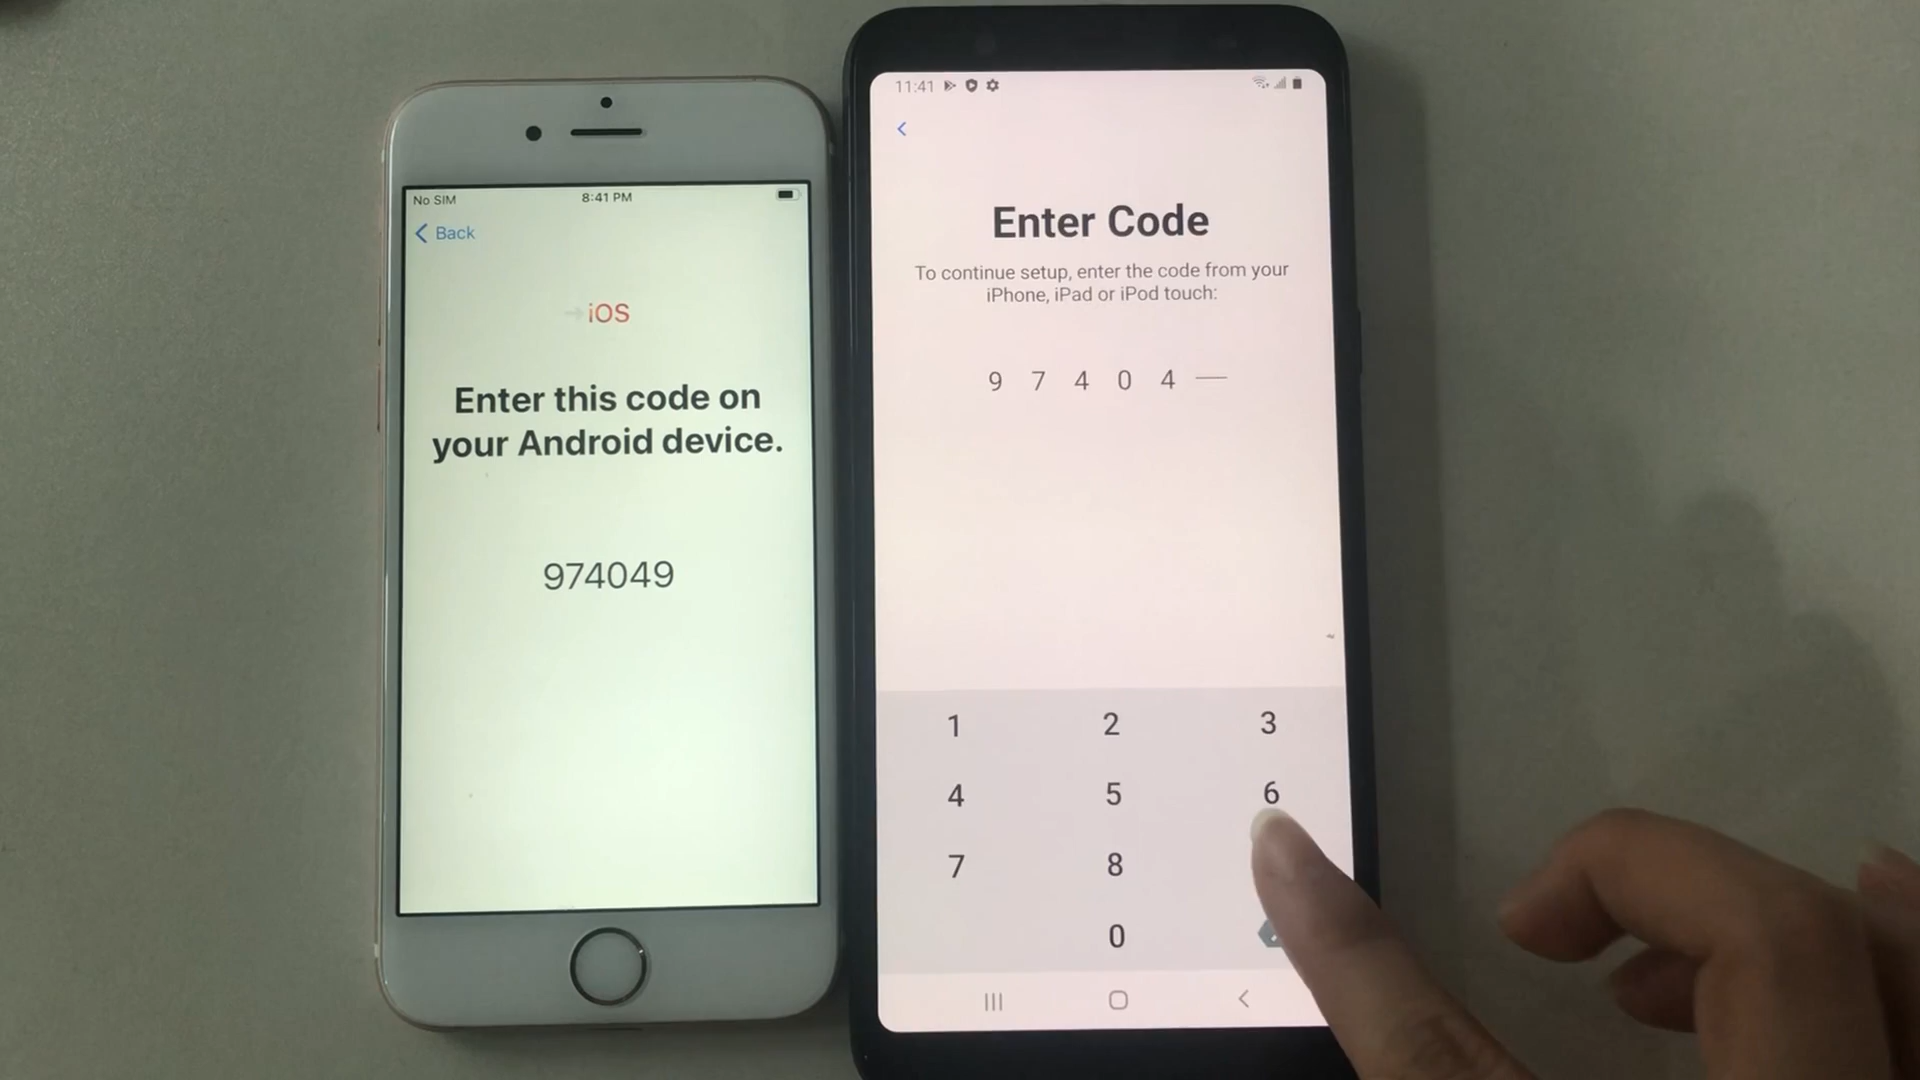 No SIM
8:41 PM
Back
iOS
Enter this code on
your Android device.
974049
11:41
Enter Code
To continue setup, enter the code from your
iPhone, iPad or iPod touch:
9 7 4 0 4
1 2 3
4 5 6
7 8
0